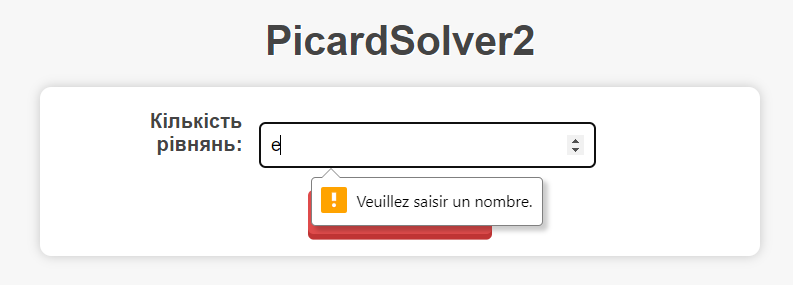 PicardSolver2
Кількість
рівнянь:
e
Veuillez saisir un nombre.